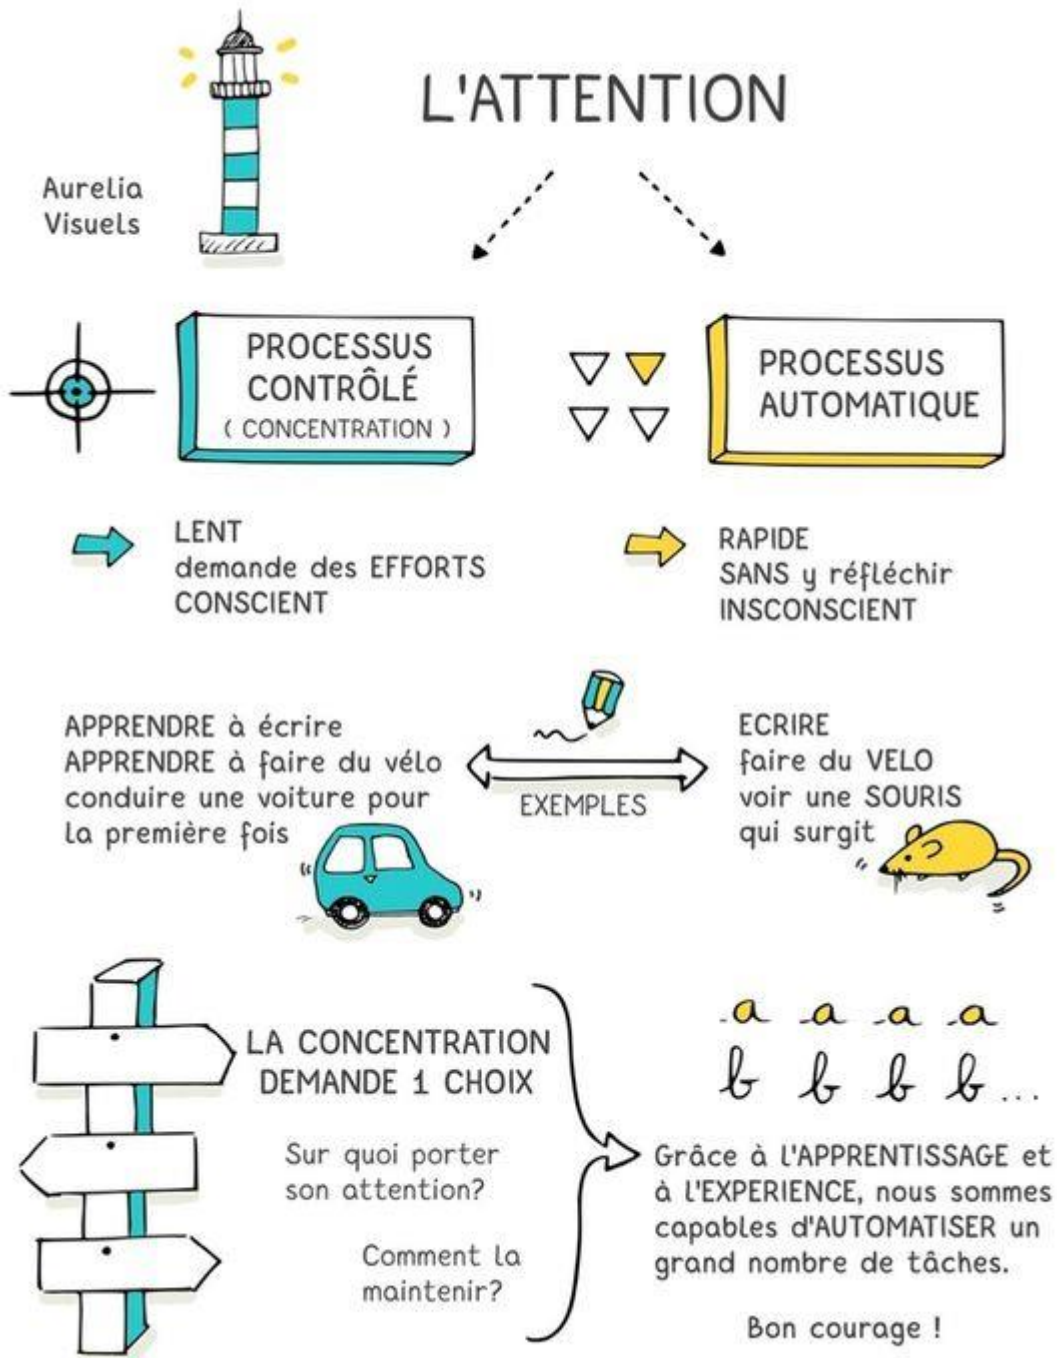 L'ATTENTION
Aurelia
Visuels
PROCESSUS
CONTRÔLÉ
( CONCENTRATION )
PROCESSUS
AUTOMATIQUE
LENT
demande des EFFORTS
CONSCIENT
RAPIDE
SANS y réfléchir
INSCONSCIENT
APPRENDRE à écrire
APPRENDRE à faire du vélo
conduire une voiture pour
la première fois
EXEMPLES
ECRIRE
faire du VELO
voir une SOURIS
qui surgit
LA CONCENTRATION
DEMANDE 1 CHOIX
Sur quoi porter
son attention?
Comment la
maintenir?
a a a a
b b b b ...
Grâce à l'APPRENTISSAGE et
à l'EXPERIENCE, nous sommes
capables d'AUTOMATISER un
grand nombre de tâches.
Bon courage !